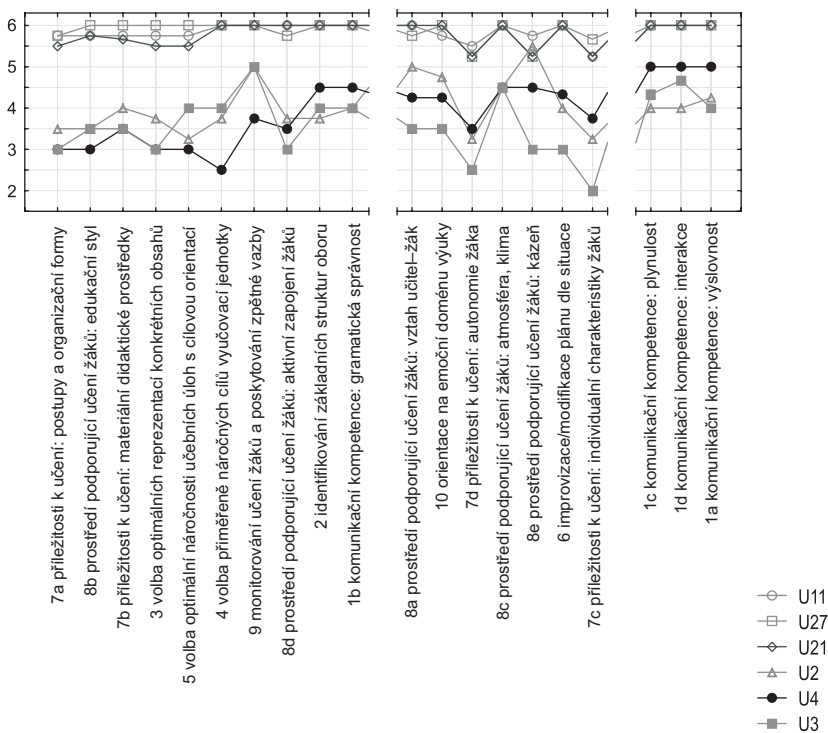 6
5
4
3
2
7a příležitosti k učení: postupy a organizační formy
8b prostředí podporující učení žáků: edukační styl
7b příležitosti k učení: materiální didaktické prostředky
3 volba optimálních reprezentací konkrétních obsahů
5 volba optimální náročnosti učebních úloh s cílovou orientací
4 volba přiměřeně náročných cílů vyučovací jednotky
9 monitorování učení žáků a poskytování zpětné vazby
8d prostředí podporující učení žáků: aktivní zapojení žáků
2 identifikování základních struktur oboru
1b komunikační kompetence: gramatická správnost
8a prostředí podporující učení žáků: vztah učitel–žák
10 orientace na emoční doménu výuky
7d příležitosti k učení: autonomie žáka
8c prostředí podporující učení žáků: atmosféra, klima
8e prostředí podporující učení žáků: kázeň
6 improvizace/modifikace plánu dle situace
7c příležitosti k učení: individuální charakteristiky žáků
1c komunikační kompetence: plynulost
1d komunikační kompetence: interakce
1a komunikační kompetence: výslovnost
U11
U27
U21
U2
U4
U3